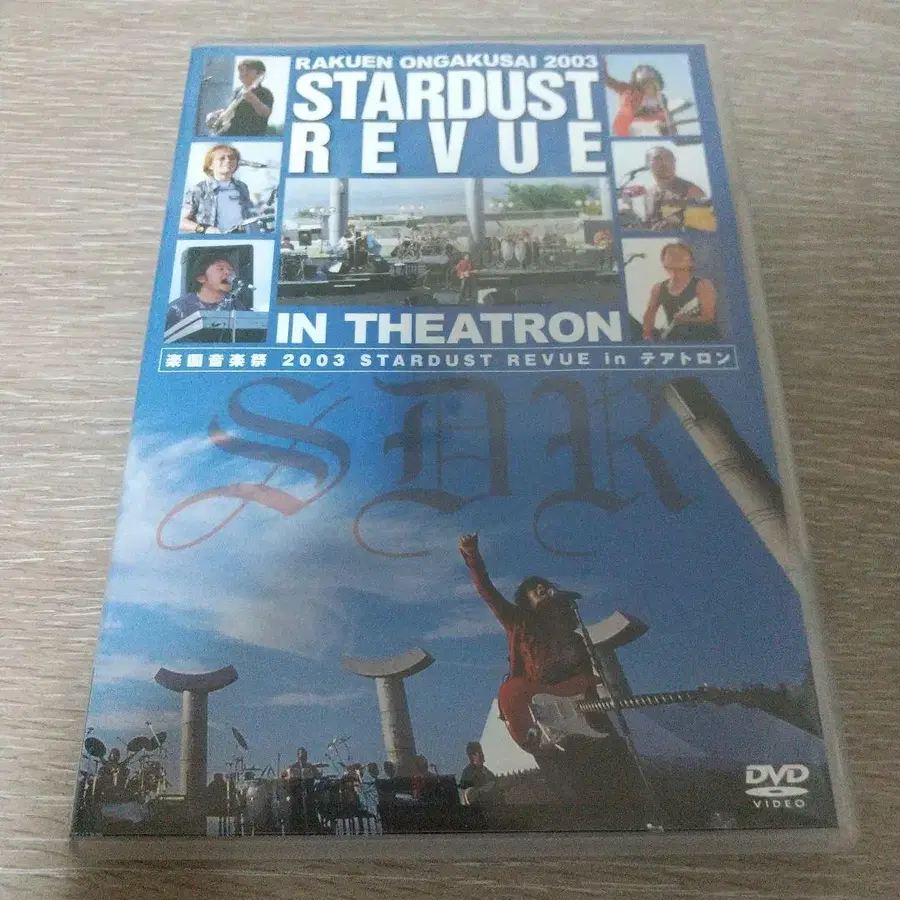 RAKUEN ONGAKUSAI 2003
STARDUST
REVUE
IN THEATRON
楽園音楽祭 2003 STARDUST REVUE in テアトロン
SDR
DVD
VIDEO